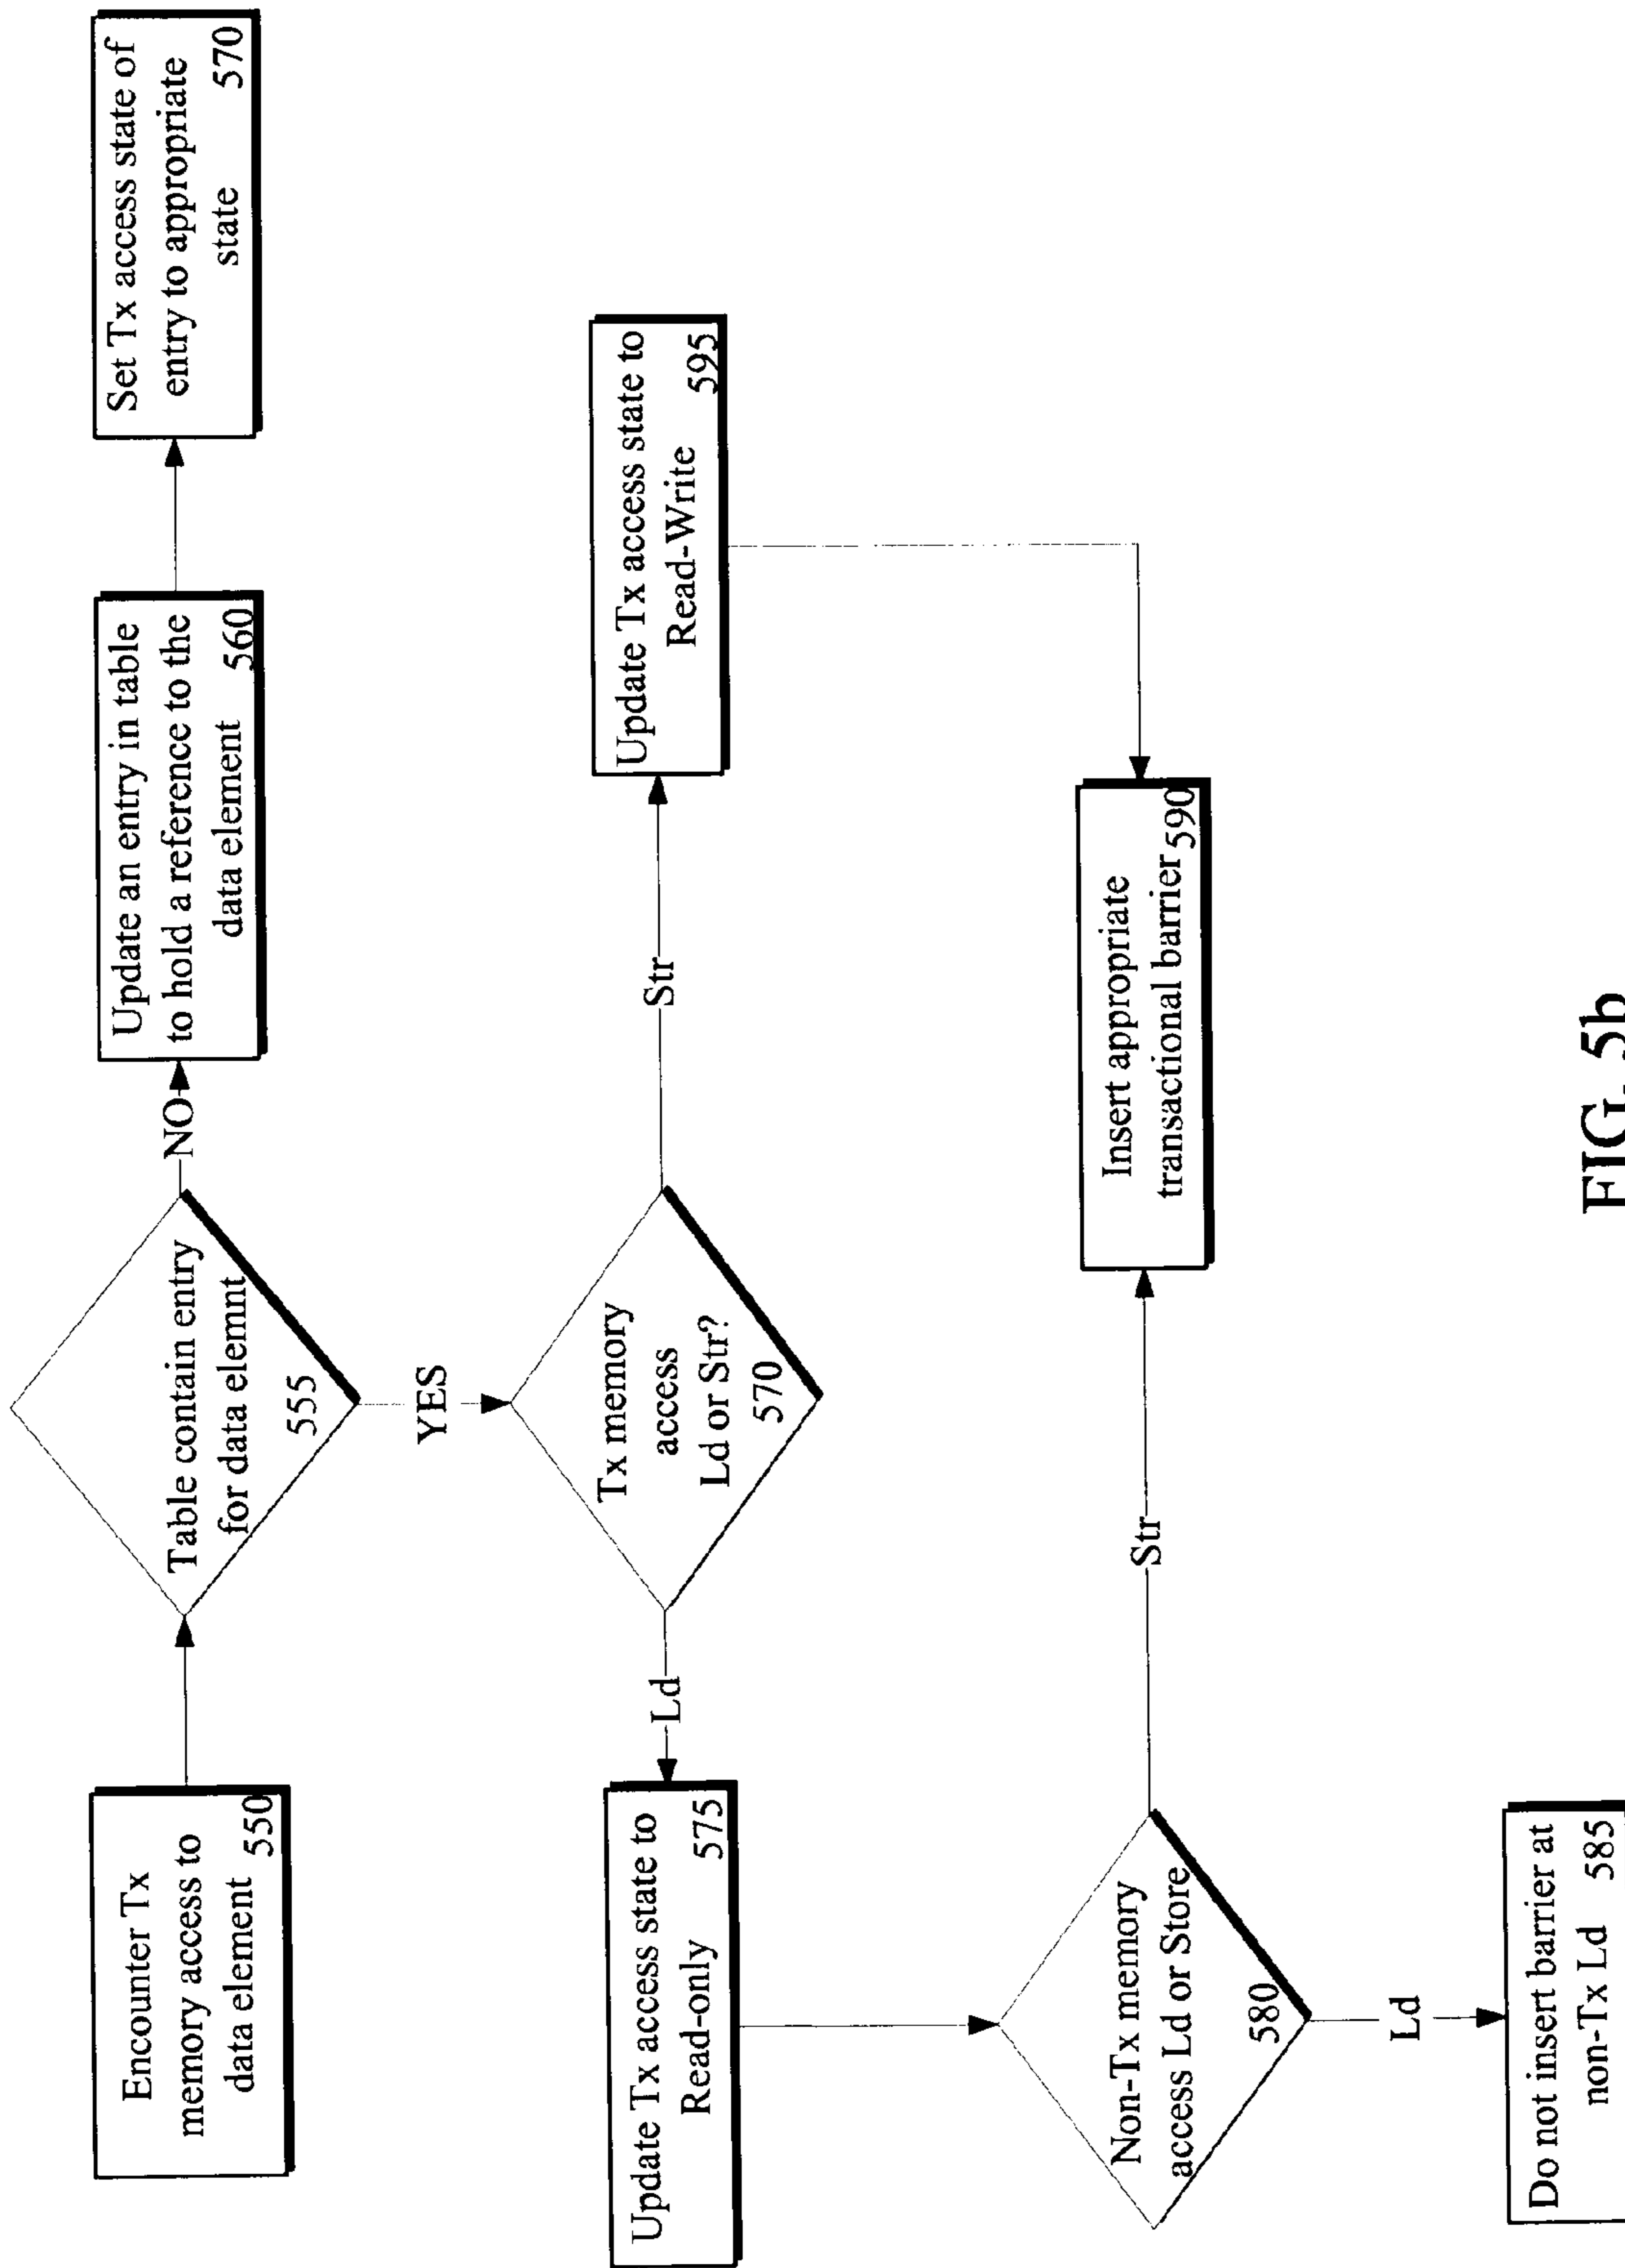 Encounter Tx
memory access to
data element
550
Table contain entry
for data elemnt
555
NO
Update an entry in table
to hold a reference to the
data element
560
Set Tx access state of
entry to appropriate
state
570
YES
Tx memory
access
Ld or Str?
570
Ld
Str
Update Tx access state to
Read-only
575
Update Tx access state to
Read-Write
595
Non-Tx memory
access Ld or Store
580
Str
Insert appropriate
transactional barrier
590
Ld
Do not insert barrier at
non-Tx Ld
585
FIG. 5b